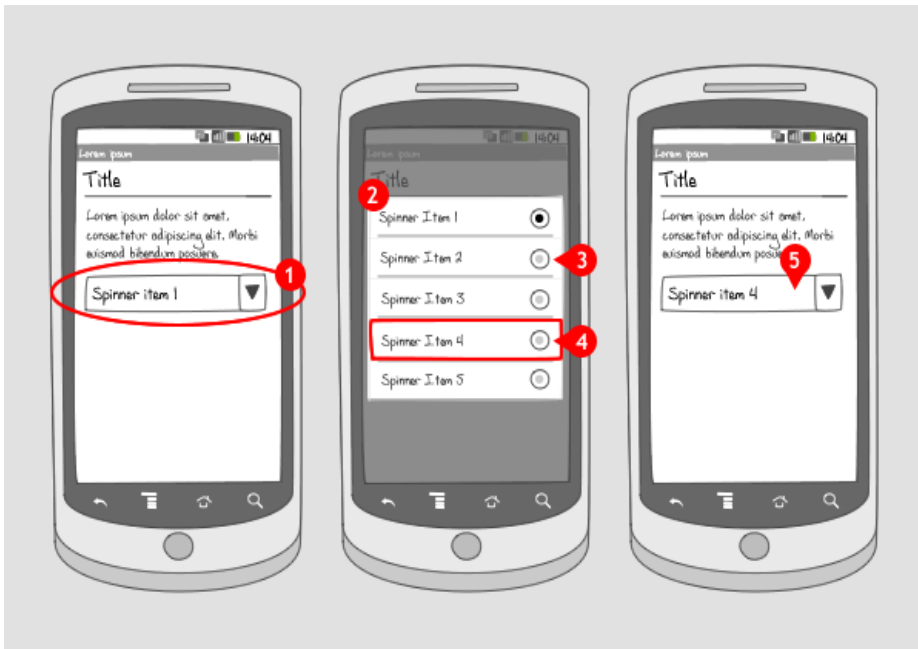 14:04
Lorem ipsum
Title
Lorem ipsum dolor sit amet,
consectetur adipiscing elit. Morbi
euismod bibendum posuere.
1
Spinner item 1
14:04
Lorem ipsum
Title
2
Spinner Item 1
Spinner Item 2
3
Spinner Item 3
Spinner Item 4
4
Spinner Item 5
14:04
Lorem ipsum
Title
Lorem ipsum dolor sit amet,
consectetur adipiscing elit. Morbi
euismod bibendum
5
Spinner item 4